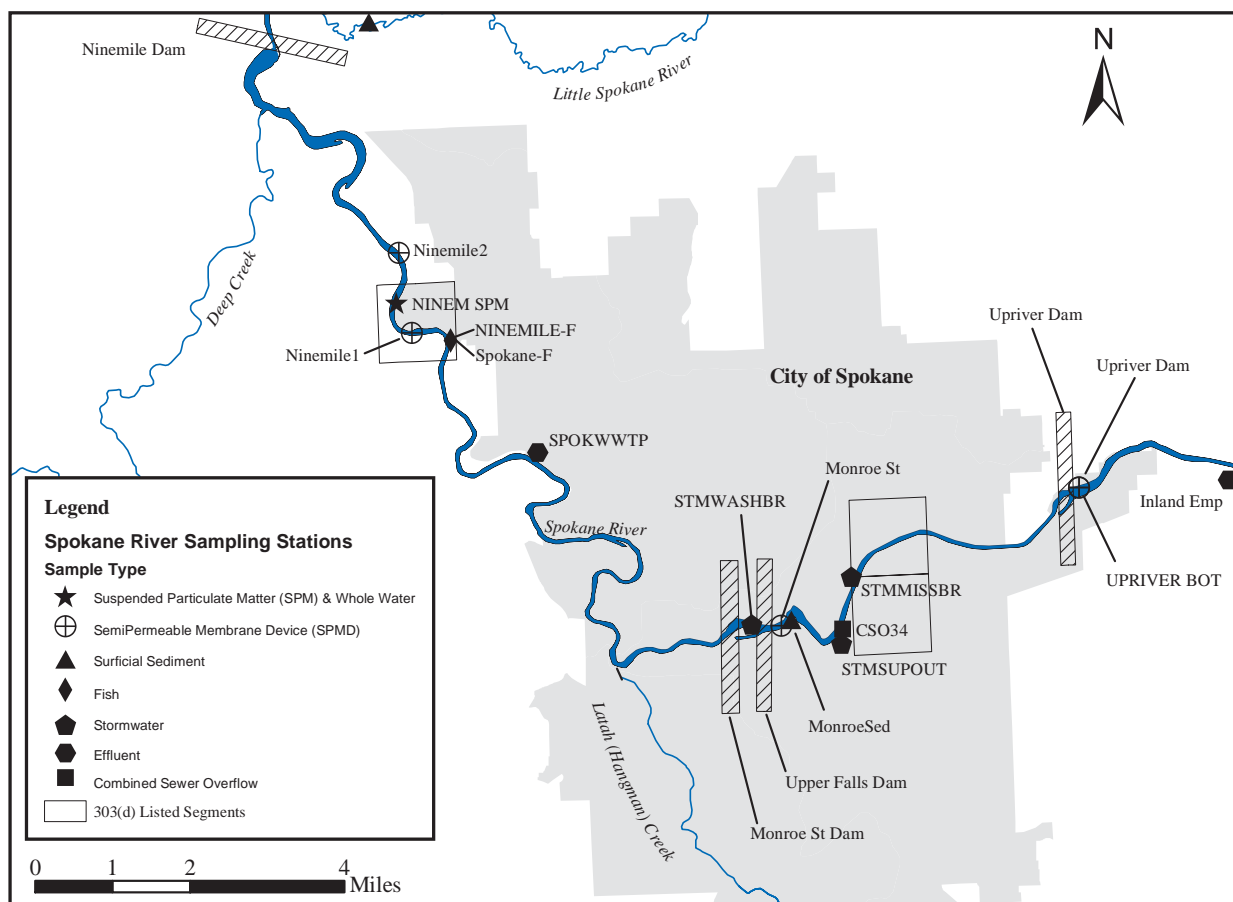 Ninemile Dam
Little Spokane River
N
Deep Creek
Ninemile2
NINEM SPM
NINEMILE-F
Ninemile1
Spokane-F
Upriver Dam
City of Spokane
Upriver Dam
SPOKWWTP
Monroe St
STMWASHBR
Inland Emp
Spokane River
UPRIVER BOT
STMMISSBR
CSO34
STMSUPOUT
MonroeSed
Latah (Hangman) Creek
Upper Falls Dam
Monroe St Dam
Legend
Spokane River Sampling Stations
Sample Type
Suspended Particulate Matter (SPM) & Whole Water
SemiPermeable Membrane Device (SPMD)
Surficial Sediment
Fish
Stormwater
Effluent
Combined Sewer Overflow
303(d) Listed Segments
0 1 2 4
Miles